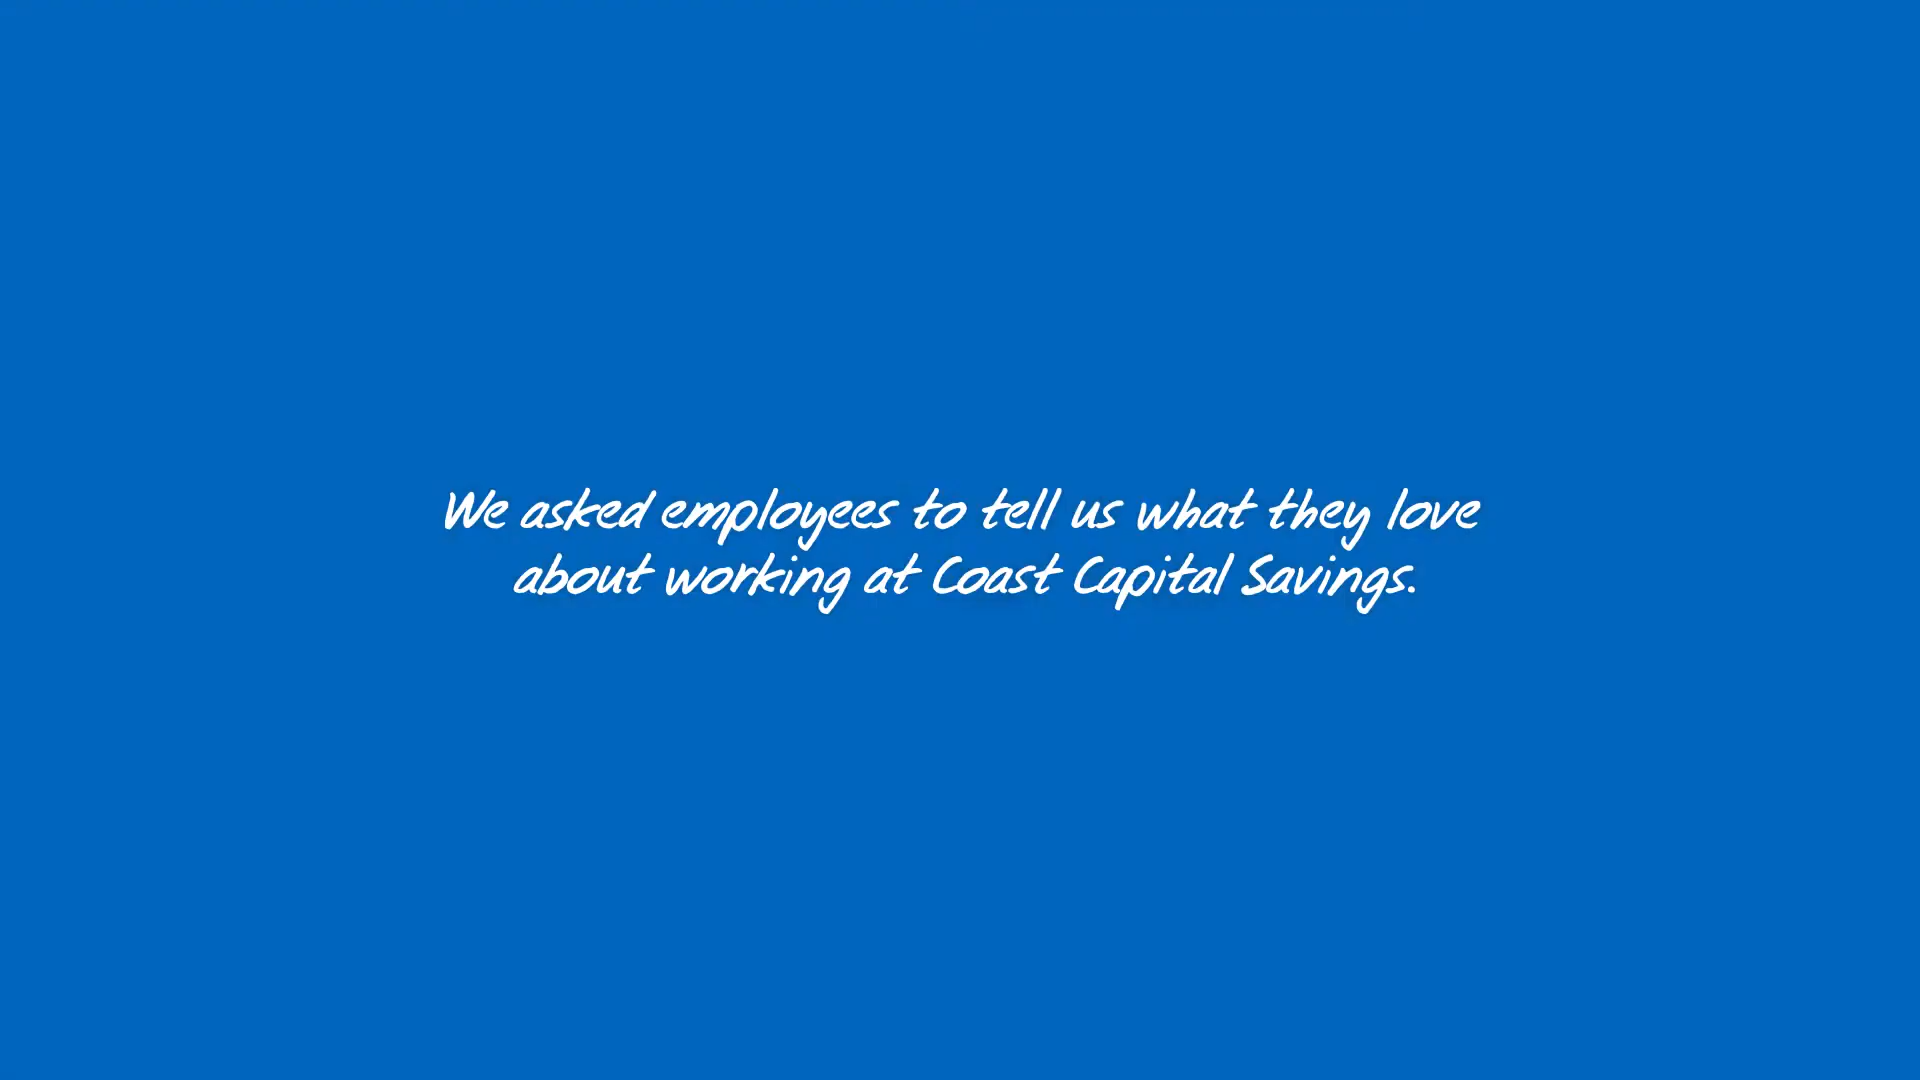 We asked employees to tell us what they love
about working at Coast Capital Savings.